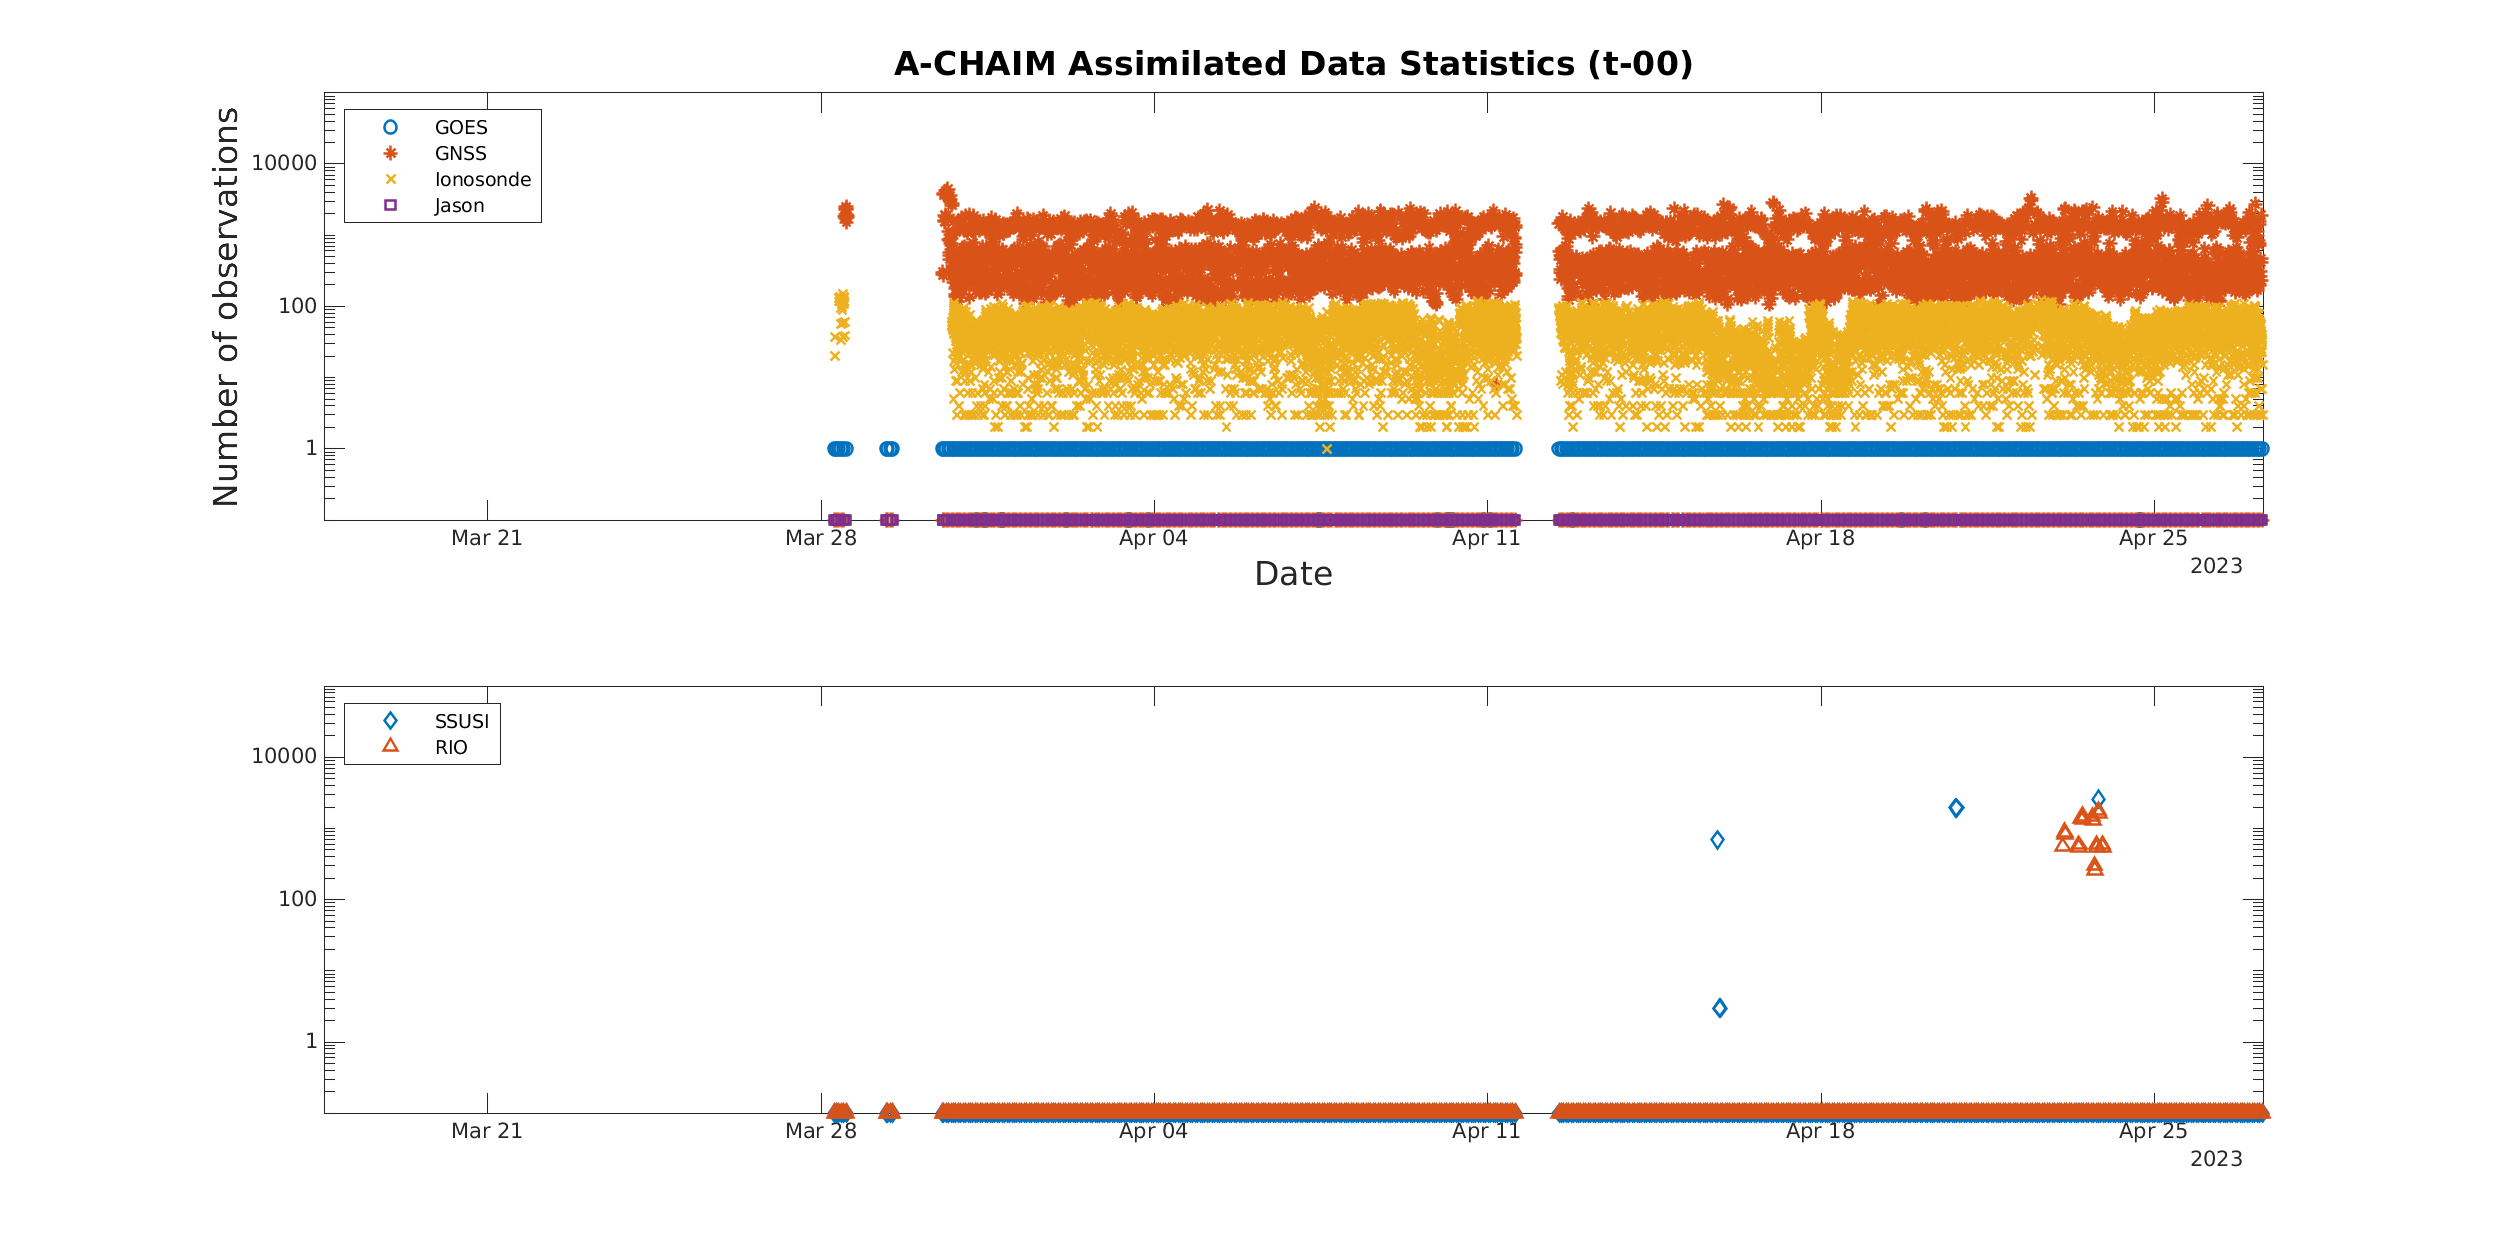 A-CHAIM Assimilated Data Statistics (t-00)
Number of observations
10000
100
1
GOES
GNSS
Ionosonde
Jason
Mar 21 Mar 28 Apr 04 Apr 11 Apr 18 Apr 25
2023
Date
10000
100
1
SSUSI
RIO
Mar 21 Mar 28 Apr 04 Apr 11 Apr 18 Apr 25
2023